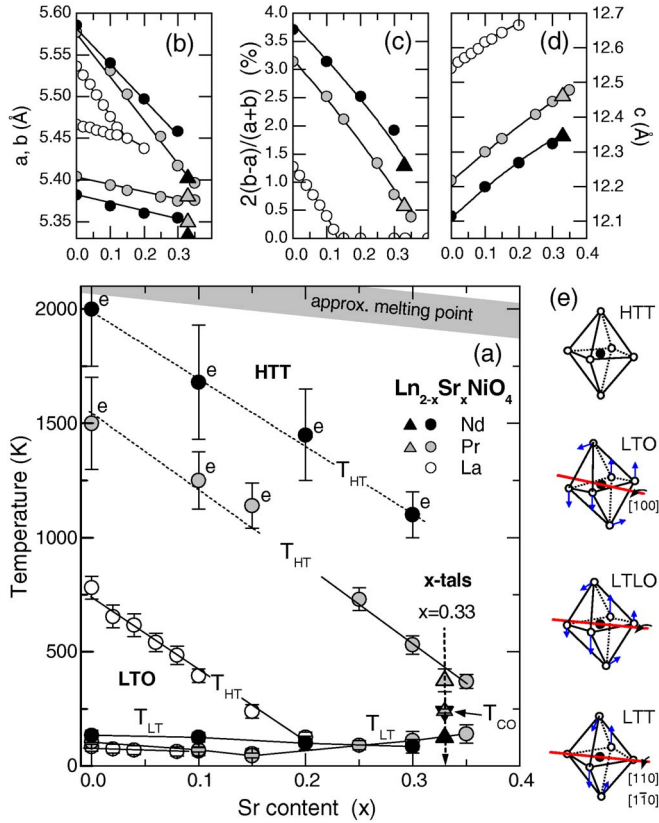 5.60
5.55
5.50
5.45
5.40
5.35
a, b (Å)
(b)
0.0 0.1 0.2 0.3
4.0
3.5
3.0
2.5
2.0
1.5
1.0
0.5
0.0
2(b-a)/(a+b) (%)
(c)
0.0 0.1 0.2 0.3
(d)
12.7
12.6
12.5
12.4
12.3
12.2
12.1
c (Å)
0.0 0.1 0.2 0.3 0.4
2000
1500
1000
500
0
Temperature (K)
approx. melting point
(a)
e
e
e
e
e
e
e
HTT
Ln2-xSrxNiO4
Nd
Pr
La
THT
THT
THT
x-tals
x=0.33
LTO
TLT
TLT
TCO
0.0 0.1 0.2 0.3 0.4
Sr content (x)
(e)
HTT
LTO
[100]
LTLO
LTT
[110]
[11̄0]